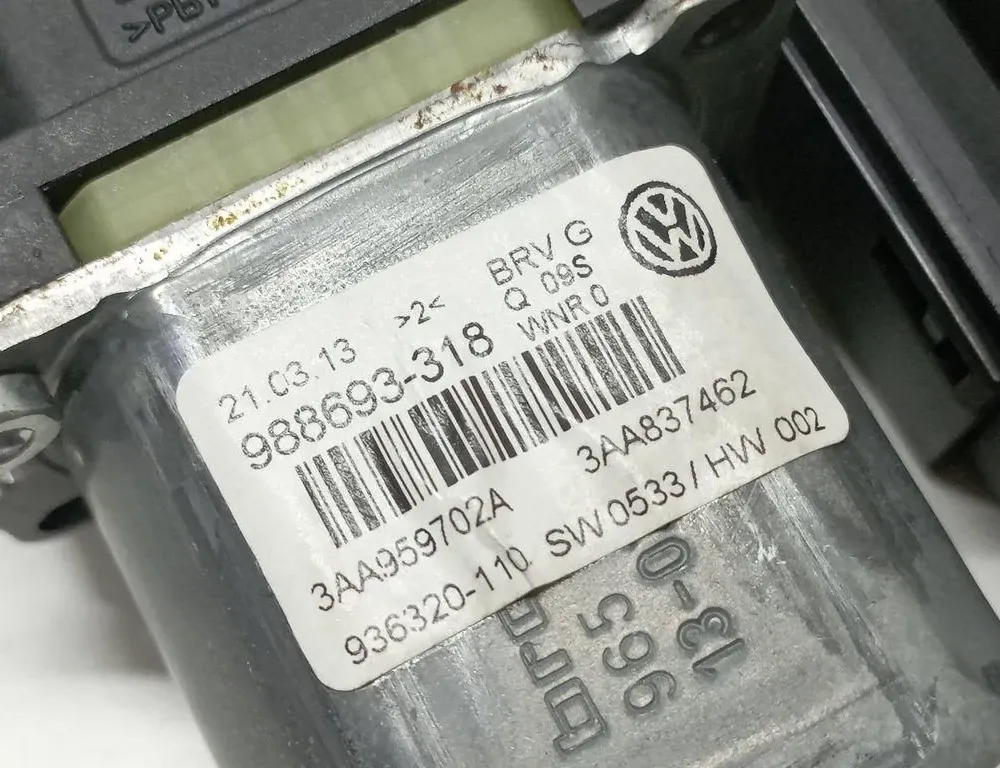 >PBT
21.03.13 >2< BRV G
Q 09S
988693-318 WNR 0
3AA959702A 3AA837462
936320-110 SW 0533 / HW 002
965
13-0